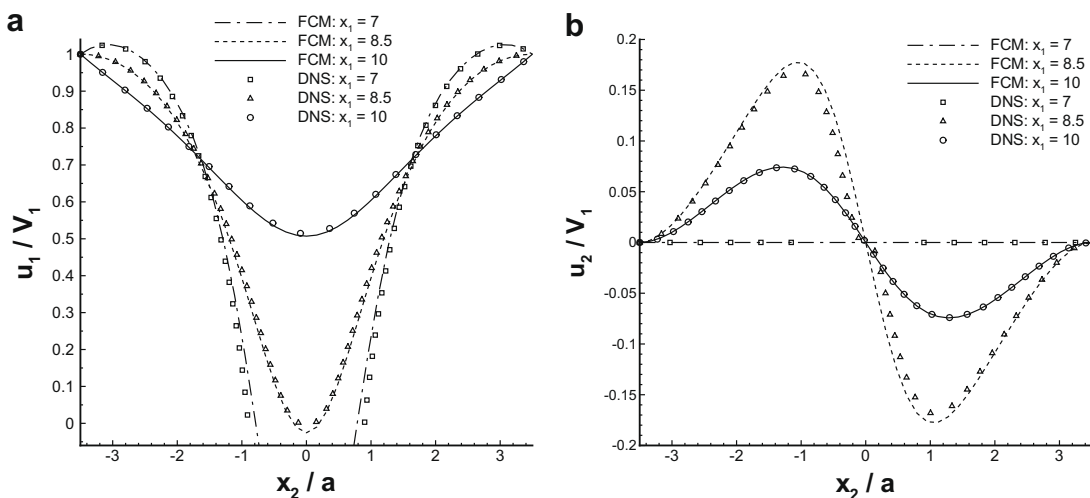 a
FCM: x1 = 7
FCM: x1 = 8.5
FCM: x1 = 10
DNS: x1 = 7
DNS: x1 = 8.5
DNS: x1 = 10
1
0.9
0.8
0.7
0.6
0.5
0.4
0.3
0.2
0.1
0
u1 / V1
-3 -2 -1 0 1 2 3
x2 / a
b
FCM: x1 = 7
FCM: x1 = 8.5
FCM: x1 = 10
DNS: x1 = 7
DNS: x1 = 8.5
DNS: x1 = 10
0.2
0.15
0.1
0.05
0
-0.05
-0.1
-0.15
-0.2
u2 / V1
-3 -2 -1 0 1 2 3
x2 / a